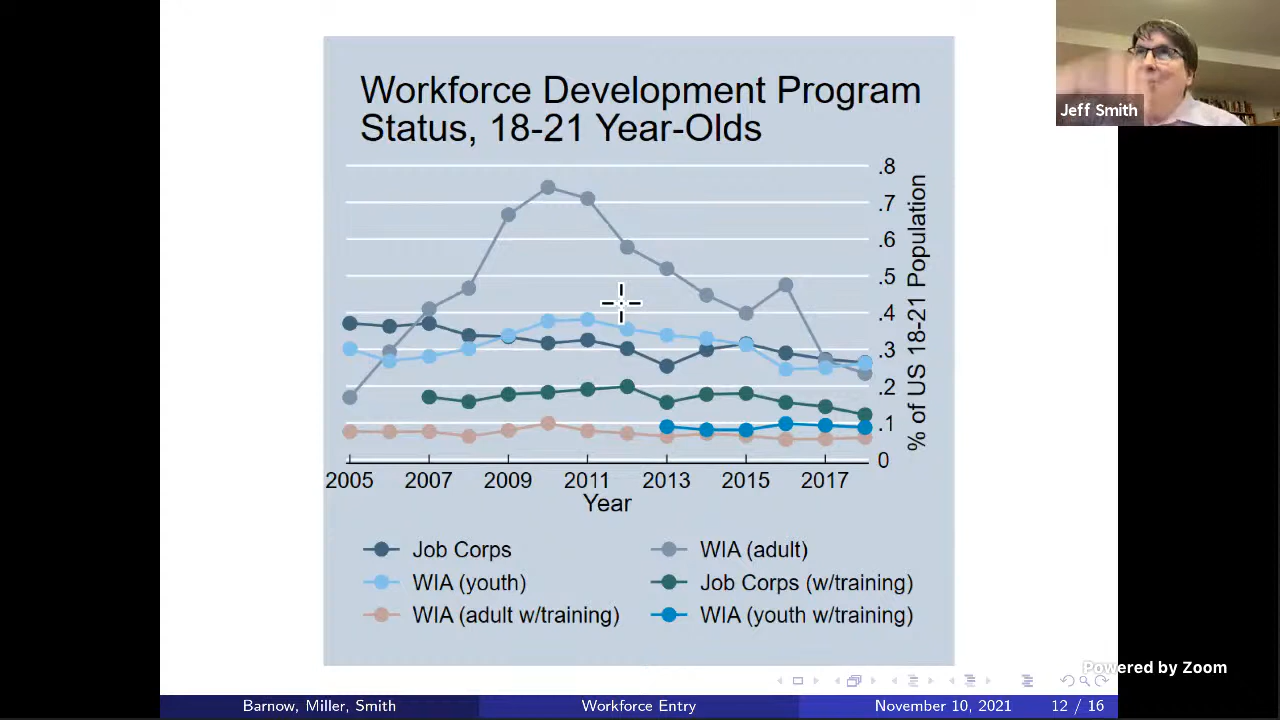 Workforce Development Program
Status, 18-21 Year-Olds
.8
.7
.6
.5
.4
.3
.2
.1
0
% of US 18-21 Population
2005 2007 2009 2011 2013 2015 2017
Year
Job Corps
WIA (adult)
WIA (youth)
Job Corps (w/training)
WIA (adult w/training)
WIA (youth w/training)
Jeff Smith
Powered by Zoom
Barnow, Miller, Smith Workforce Entry November 10, 2021 12 / 16